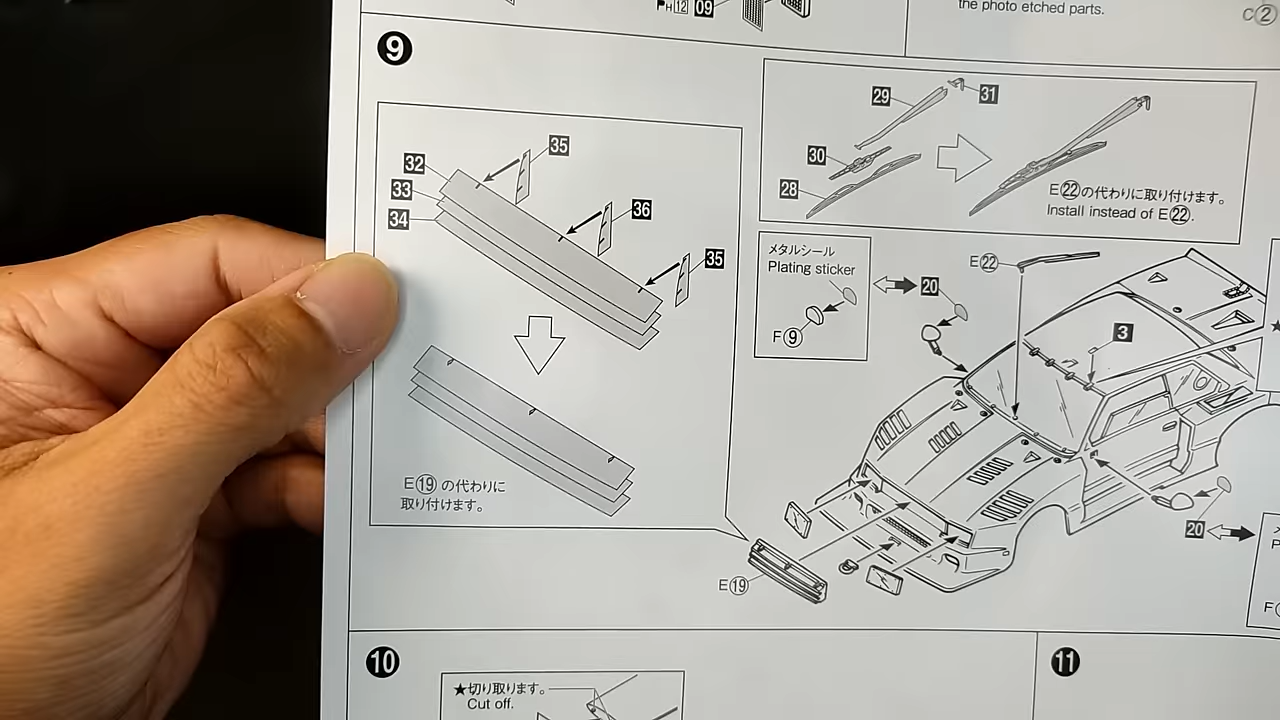 PH 12 09
the photo etched parts.
C②
9
32
33
34
35
36
35
E⑲ の代わりに
取り付けます。
29
31
30
28
E㉒の代わりに取り付けます。
Install instead of E㉒.
メタルシール
Plating sticker
F⑨
20
E㉒
3
20
E⑲
10
★切り取ります。
Cut off.
11